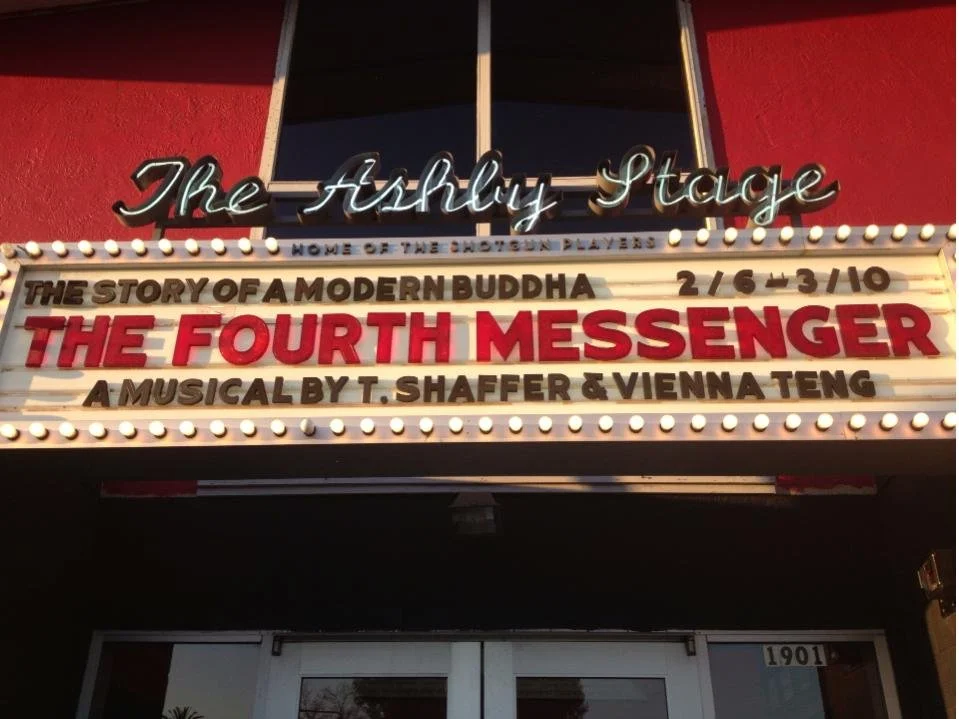 The Ashby Stage
HOME OF THE SHOTGUN PLAYERS
THE STORY OF A MODERN BUDDHA 2/6 - 3/10
THE FOURTH MESSENGER
A MUSICAL BY T. SHAFFER & VIENNA TENG
1901